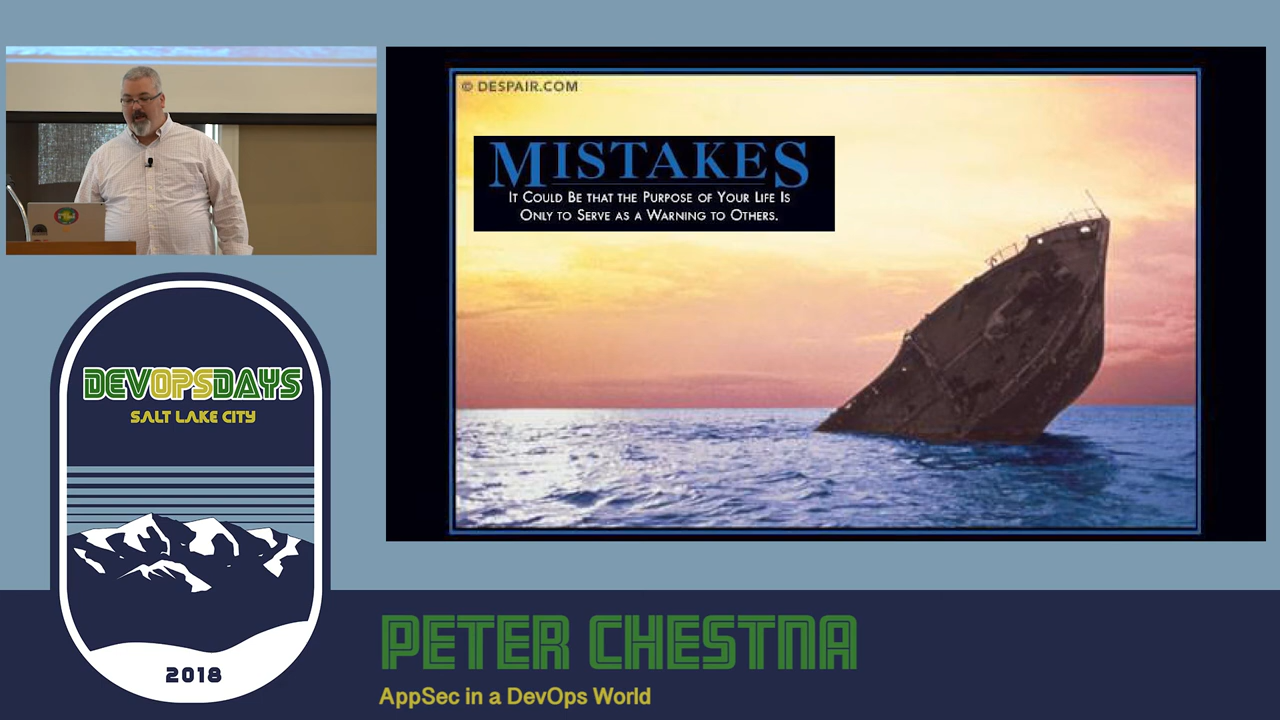 © DESPAIR.COM
MISTAKES
IT COULD BE THAT THE PURPOSE OF YOUR LIFE IS
ONLY TO SERVE AS A WARNING TO OTHERS.
DEVOPSDAYS
SALT LAKE CITY
2018
PETER CHESTNA
AppSec in a DevOps World